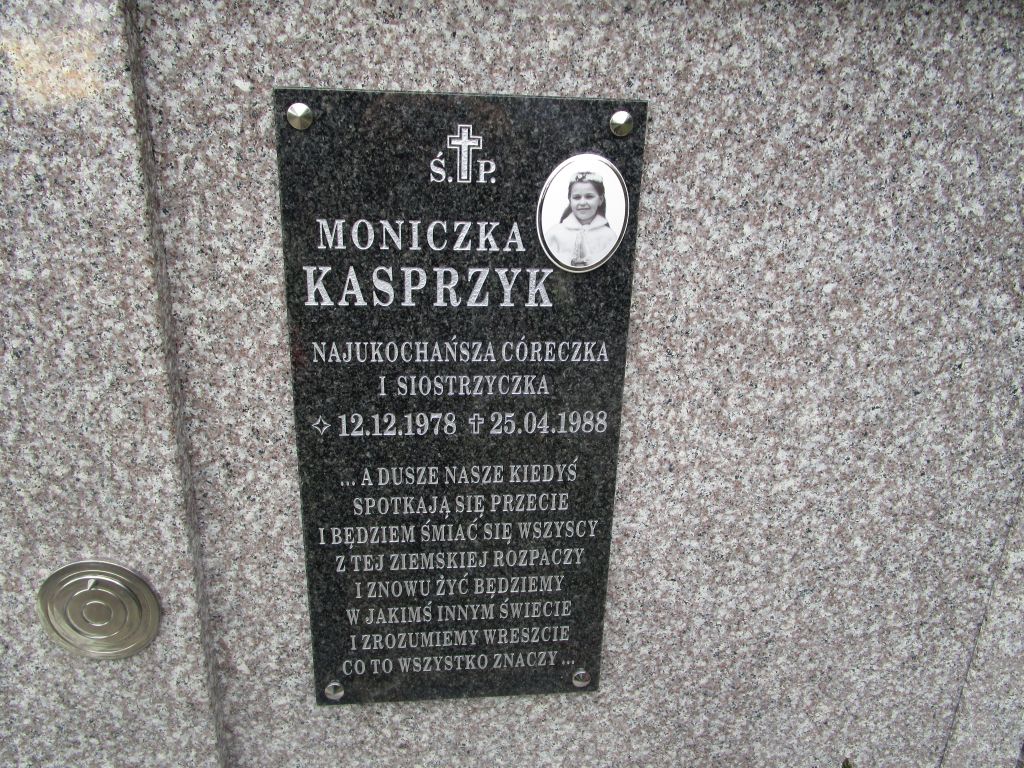 Ś. P.
MONICZKA
KASPRZYK
NAJUKOCHAŃSZA CÓRECZKA
I SIOSTRZYCZKA
✧ 12.12.1978 ✝ 25.04.1988
... A DUSZE NASZE KIEDYŚ
SPOTKAJĄ SIĘ PRZECIE
I BĘDZIEM ŚMIAĆ SIĘ WSZYSCY
Z TEJ ZIEMSKIEJ ROZPACZY
I ZNOWU ŻYĆ BĘDZIEMY
W JAKIMŚ INNYM ŚWIECIE
I ZROZUMIEMY WRESZCIE
CO TO WSZYSTKO ZNACZY ...